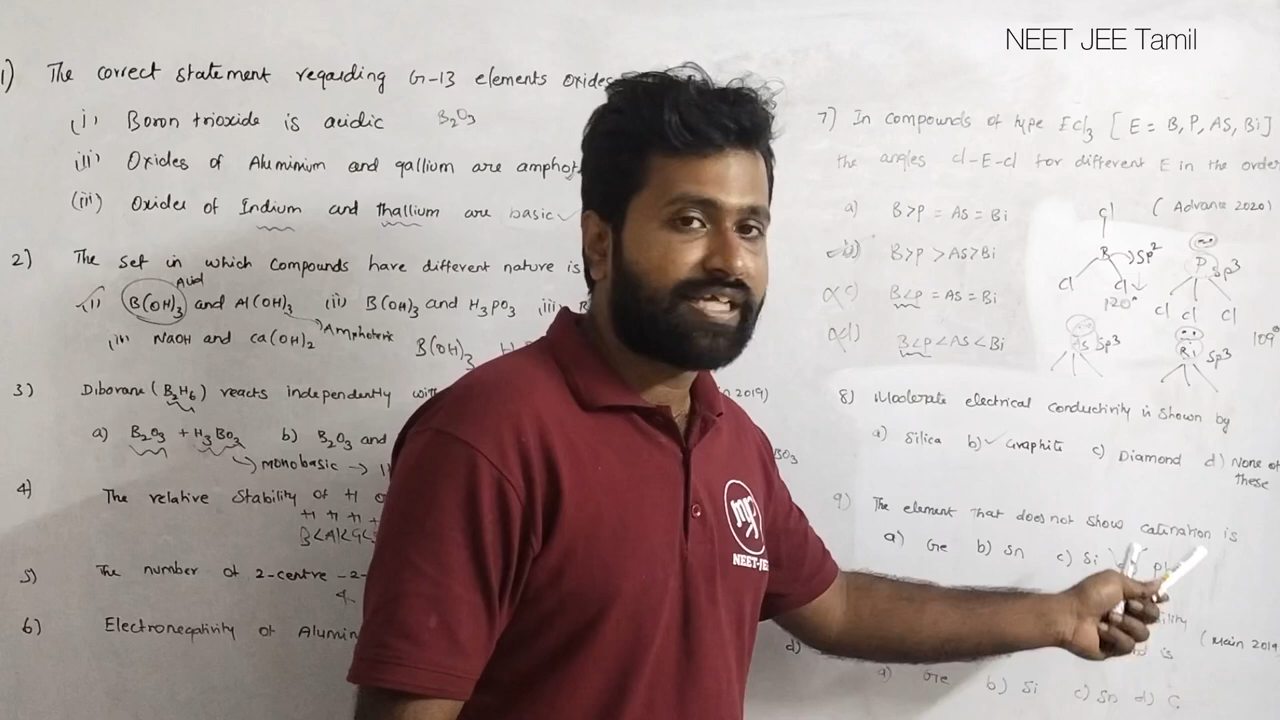 NEET JEE Tamil
1) The correct statement regarding G-13 elements oxides
(i) Boron trioxide is acidic B2O3
(ii) Oxides of Aluminium and gallium are amphot
(iii) Oxides of Indium and thallium are basic
2) The set in which compounds have different nature is
Acid
(i) B(OH)3 and Al(OH)3 (ii) B(OH)3 and H3PO3 iii)
Amphoteric
(iv) NaOH and Ca(OH)2 B(OH)3
3) Diborane (B2H6) reacts independently with 2019)
a) B2O3 + H3BO3 b) B2O3 and BO3
monobasic →
4) The relative stability of +1
+1 +1 +1 +
B<Al<G<
5) The number of 2-centre-2-
4
6) Electronegativity of Alumin
NEET-JEE
7) In compounds of type ECl3 [E = B, P, AS, Bi]
the angles cl-E-cl for different E in the order
a) B>P = AS = Bi (Advance 2020)
B>P >AS>Bi
c) B<P = AS = Bi
d) B<P<AS<Bi
Cl
B Sp2
Cl Cl
120°
P Sp3
Cl Cl Cl
AS Sp3
Bi Sp3
109°
8) Moderate electrical conductivity is shown by
a) Silica b) Graphite c) Diamond d) None of
these
9) The element that does not show catination is
a) Ge b) Sn c) Si
ility
(Main 2019
is
d)
a) Ge b) Si c) Sn d) C